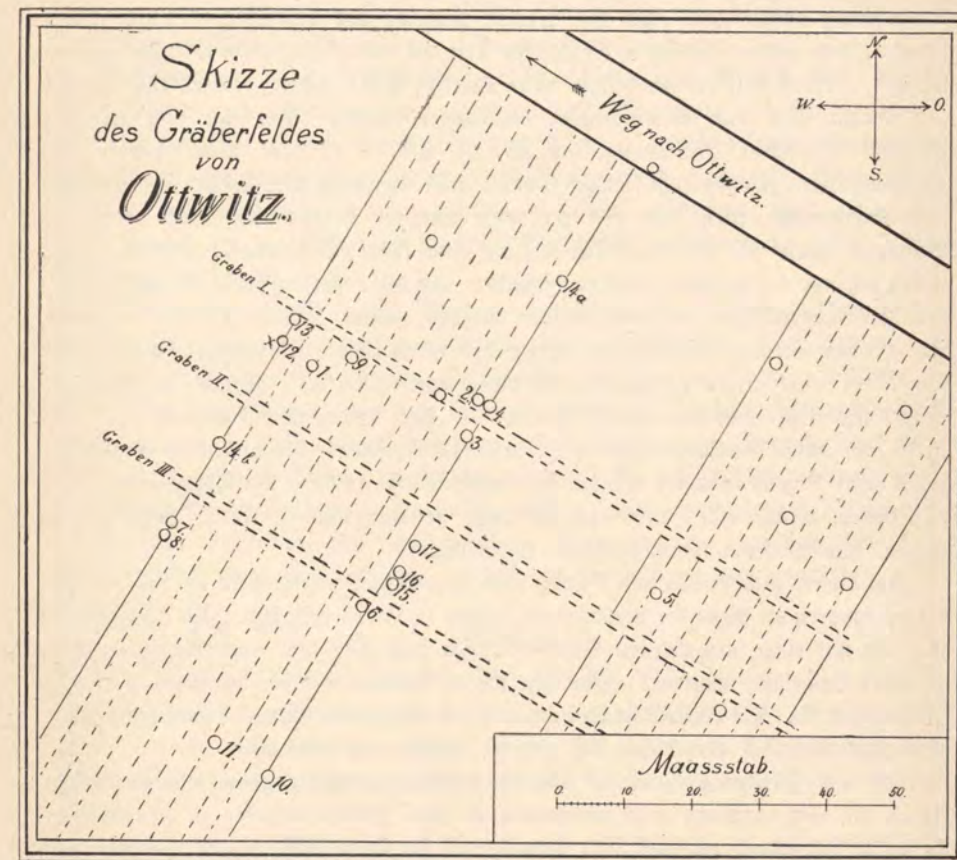 Skizze
des Gräberfeldes
von
Ottwitz.
N.
W.
O.
S.
Weg nach Ottwitz.
Graben I
Graben II
Graben III
14a
13.
12.
x
1.
9.
2.
4.
3.
14b.
7.
8.
17.
16.
15.
6.
5.
11.
10.
Maassstab.
0. 10 20 30 40 50.